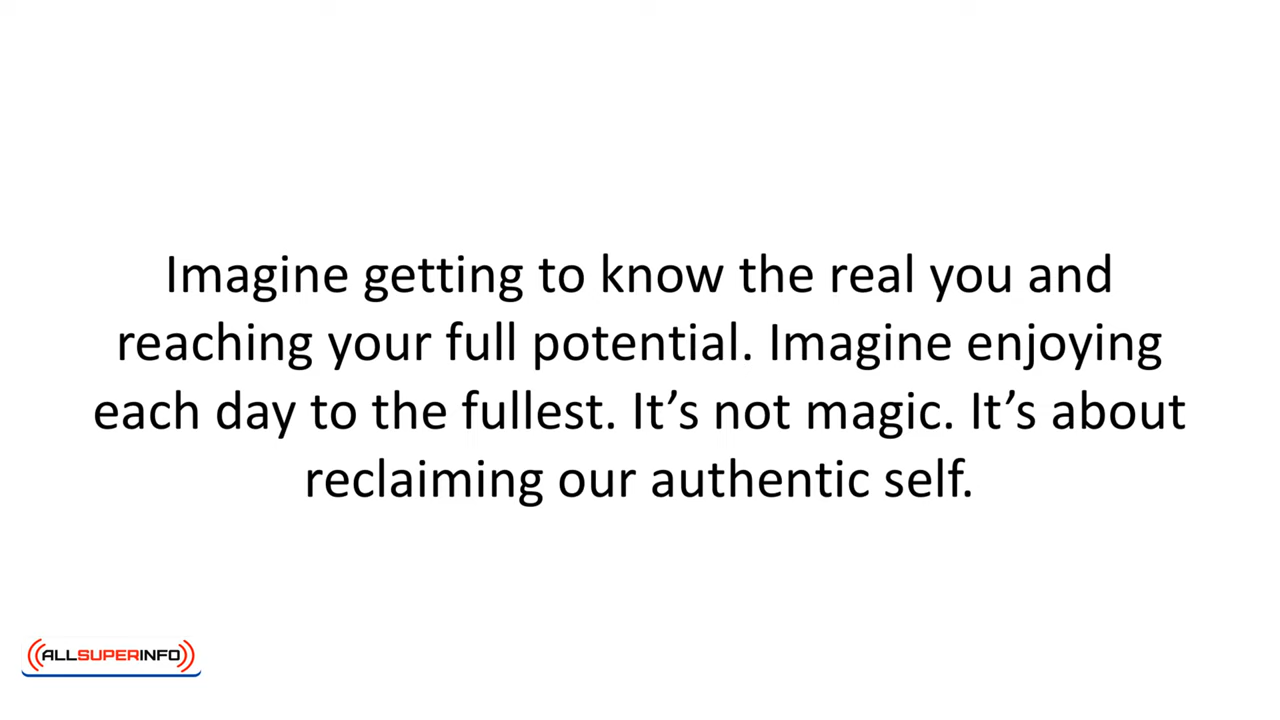 Imagine getting to know the real you and
reaching your full potential. Imagine enjoying
each day to the fullest. It’s not magic. It’s about
reclaiming our authentic self.
ALLSUPERINFO